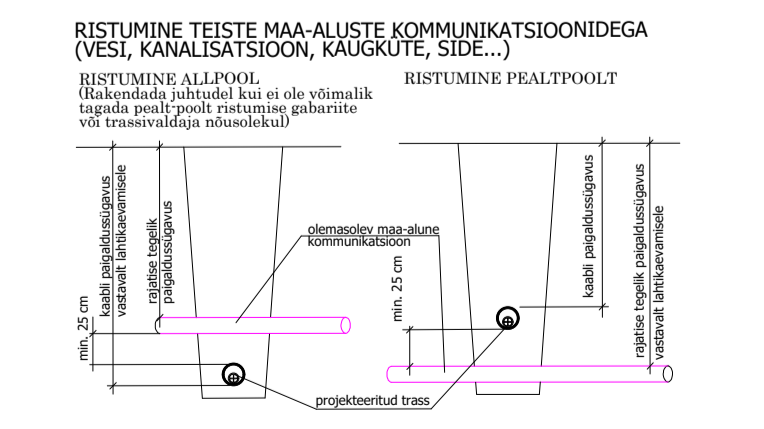 RISTUMINE TEISTE MAA-ALUSTE KOMMUNIKATSIOONIDEGA
(VESI, KANALISATSIOON, KAUGKÜTE, SIDE...)
RISTUMINE ALLPOOL
(Rakendada juhtudel kui ei ole võimalik
tagada pealt-poolt ristumise gabariite
või trassivaldaja nõusolekul)
RISTUMINE PEALTPOOLT
kaabli paigaldussügavus
vastavalt lahtikaevamisele
rajatise tegelik
paigaldussügavus
min. 25 cm
olemasolev maa-alune
kommunikatsioon
projekteeritud trass
min. 25 cm
kaabli paigaldussügavus
rajatise tegelik paigaldussügavus
vastavalt lahtikaevamisele